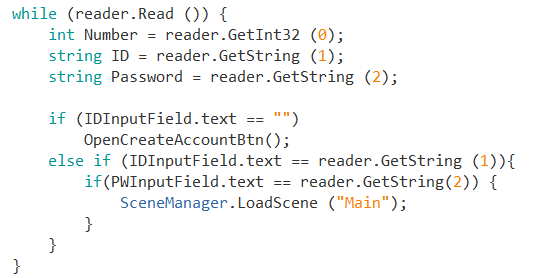 while (reader.Read ()) {
    int Number = reader.GetInt32 (0);
    string ID = reader.GetString (1);
    string Password = reader.GetString (2);

    if (IDInputField.text == "")
        OpenCreateAccountBtn();
    else if (IDInputField.text == reader.GetString (1)){
        if(PWInputField.text == reader.GetString(2)) {
            SceneManager.LoadScene ("Main");
        }
    }
}